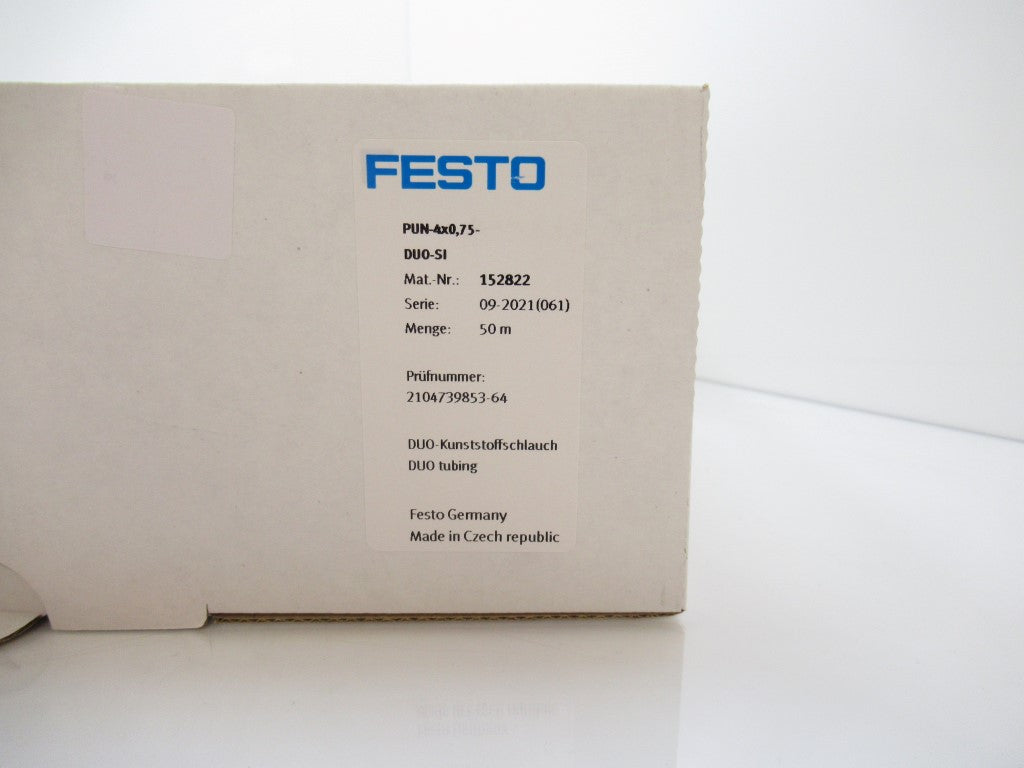 FESTO
PUN-4x0,75-
DUO-SI
Mat.-Nr.: 152822
Serie: 09-2021(061)
Menge: 50 m
Prüfnummer:
2104739853-64
DUO-Kunststoffschlauch
DUO tubing
Festo Germany
Made in Czech republic